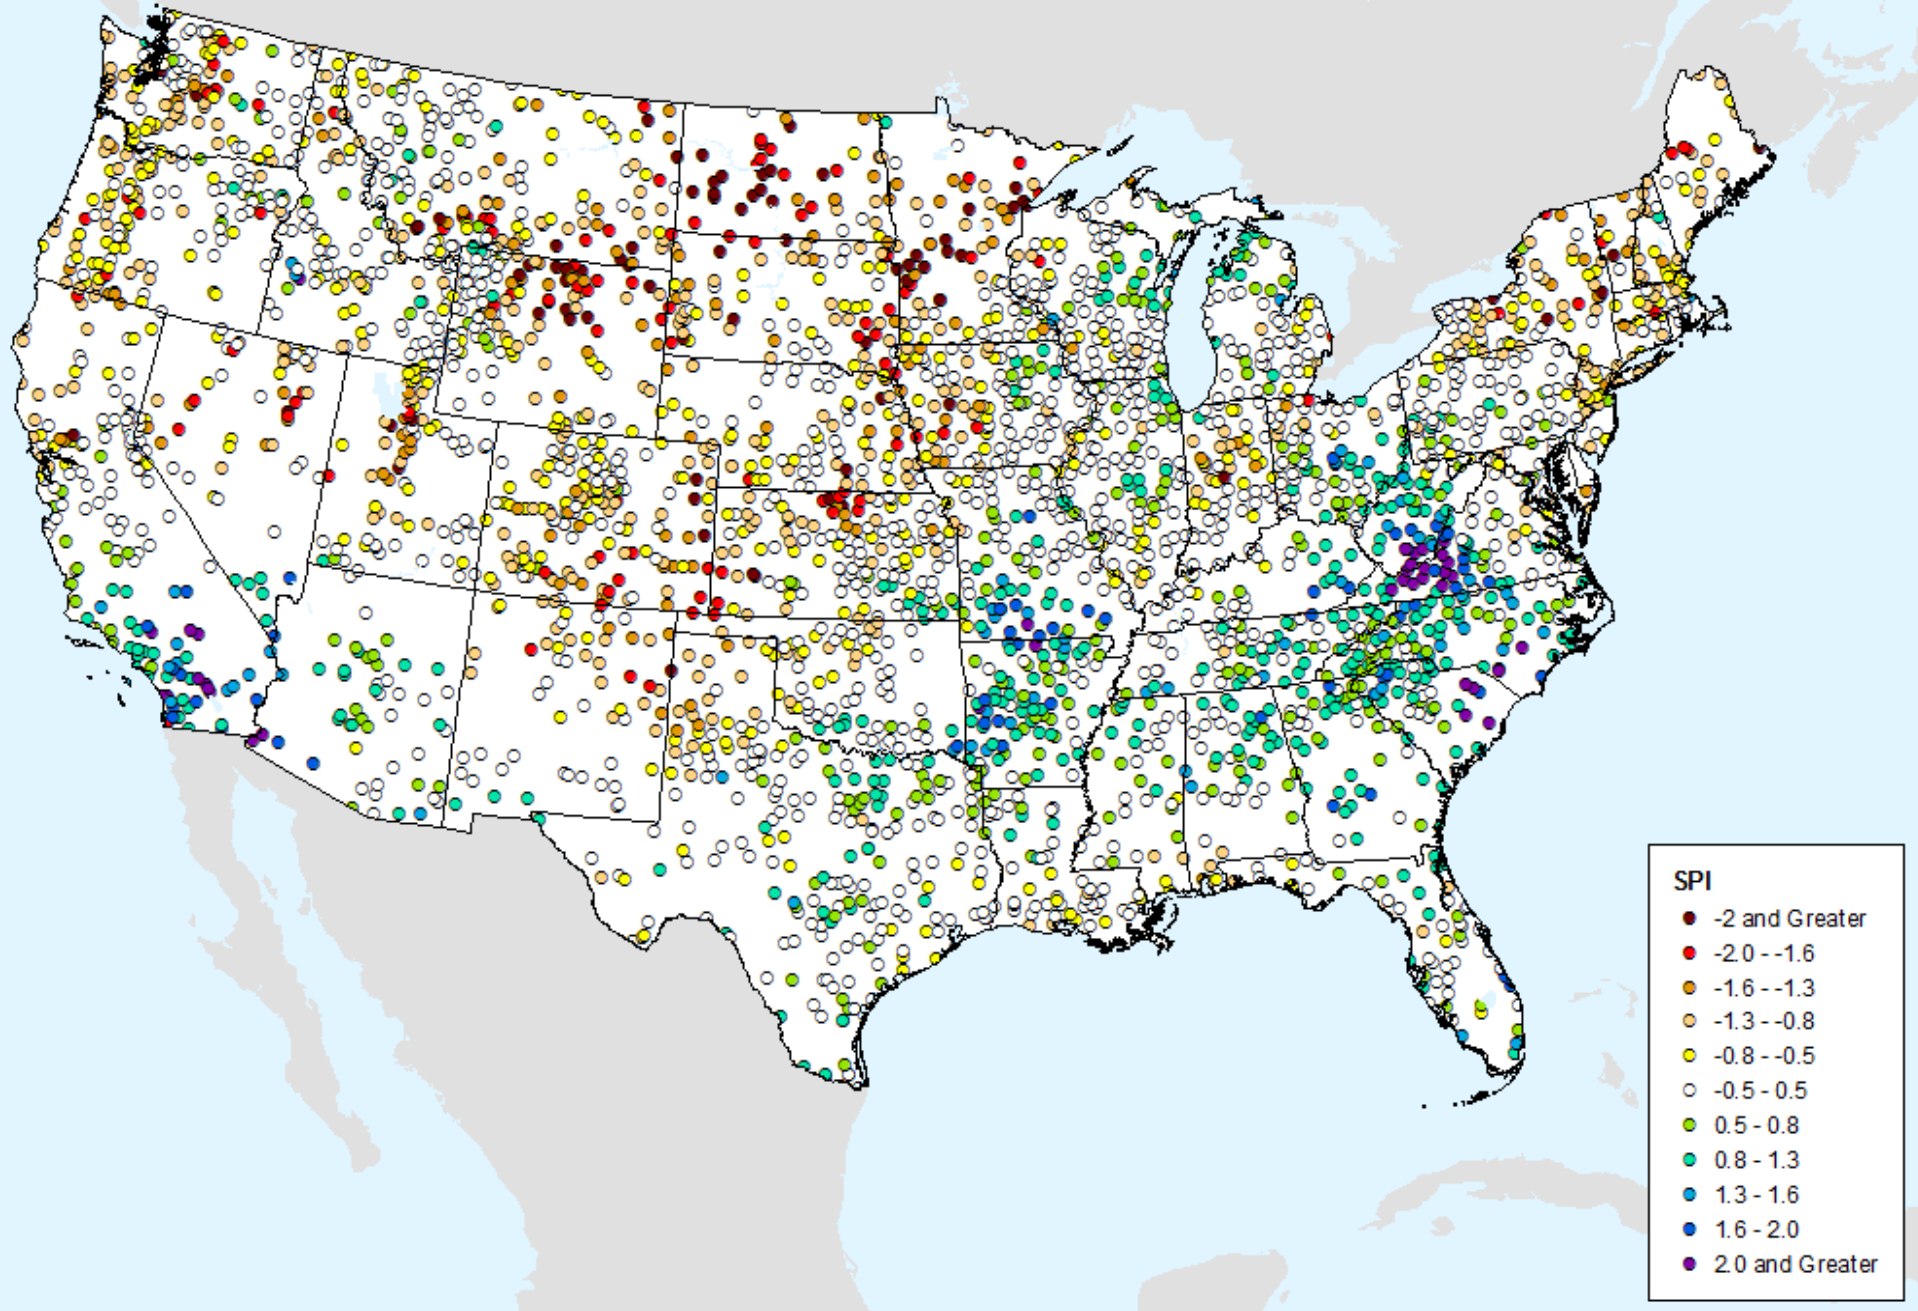 SPI
-2 and Greater
-2.0 - -1.6
-1.6 - -1.3
-1.3 - -0.8
-0.8 - -0.5
-0.5 - 0.5
0.5 - 0.8
0.8 - 1.3
1.3 - 1.6
1.6 - 2.0
2.0 and Greater